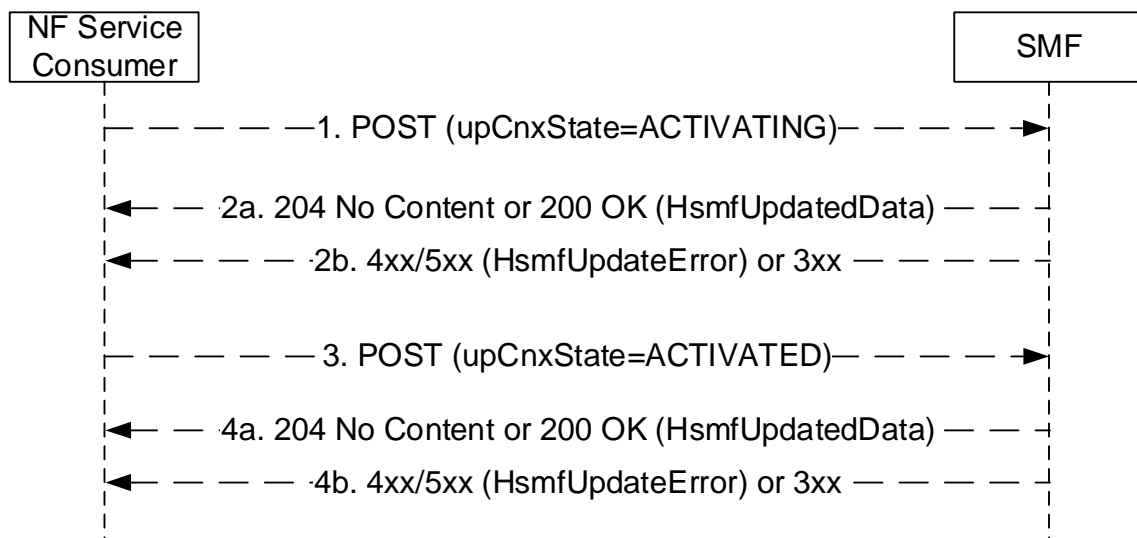 NF Service
Consumer
SMF
1. POST (upCnxState=ACTIVATING)
2a. 204 No Content or 200 OK (HsmfUpdatedData)
2b. 4xx/5xx (HsmfUpdateError) or 3xx
3. POST (upCnxState=ACTIVATED)
4a. 204 No Content or 200 OK (HsmfUpdatedData)
4b. 4xx/5xx (HsmfUpdateError) or 3xx